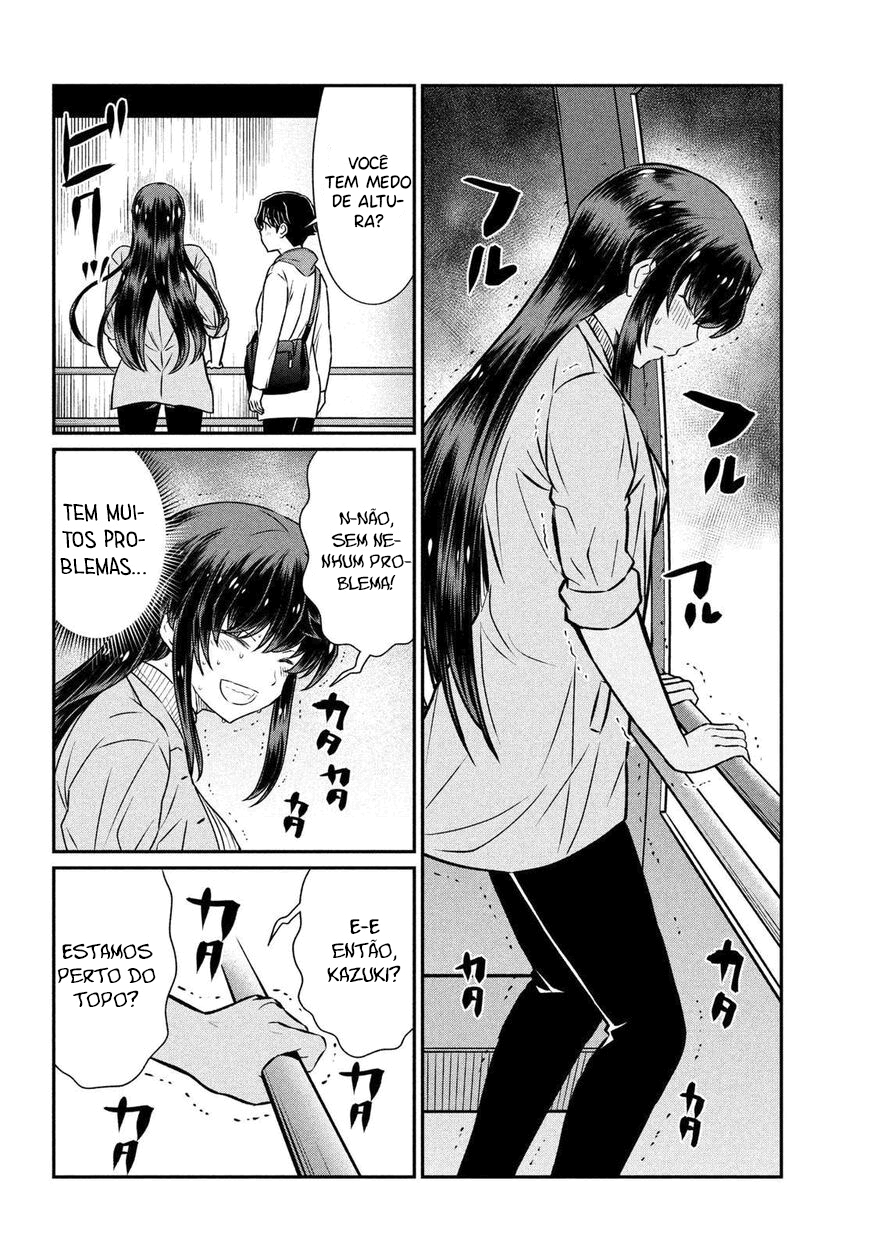 フル
フル
フル
カタ
カタ
カタ
VOCÊ
TEM MEDO
DE ALTU-
RA?
ビクッ
N-NÃO,
SEM NE-
NHUM PRO-
BLEMA!
TEM MUI-
TOS PRO-
BLEMAS...
カタ
カタ
カタ
E-E
ENTÃO,
KAZUKI?
ESTAMOS
PERTO DO
TOPO?
カタ
カタ
カタ